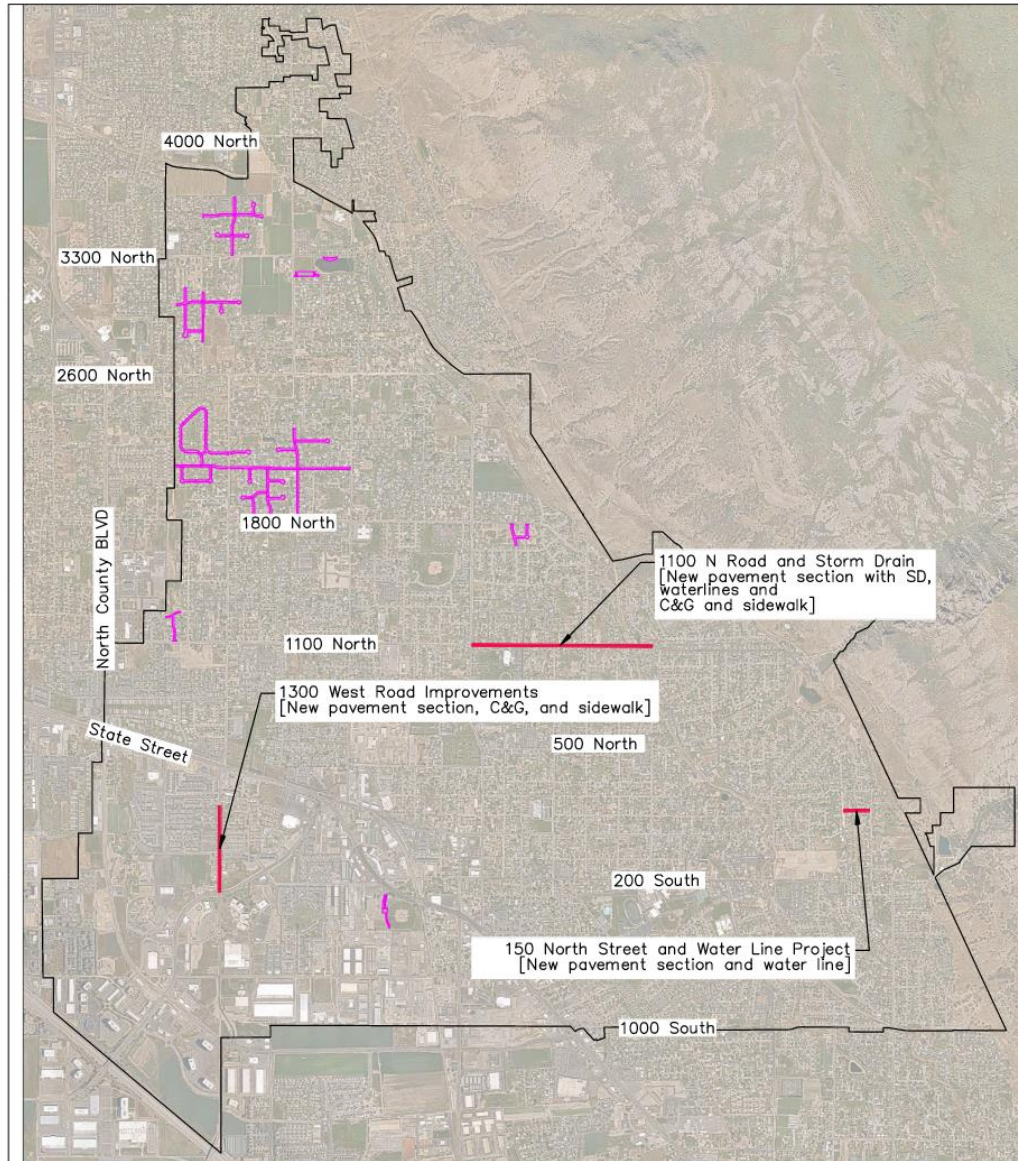 4000 North
3300 North
2600 North
1800 North
North County BLVD
1100 N Road and Storm Drain
[New pavement section with SD,
waterlines and
C&G and sidewalk]
1100 North
1300 West Road Improvements
[New pavement section, C&G, and sidewalk]
State Street
500 North
200 South
150 North Street and Water Line Project
[New pavement section and water line]
1000 South